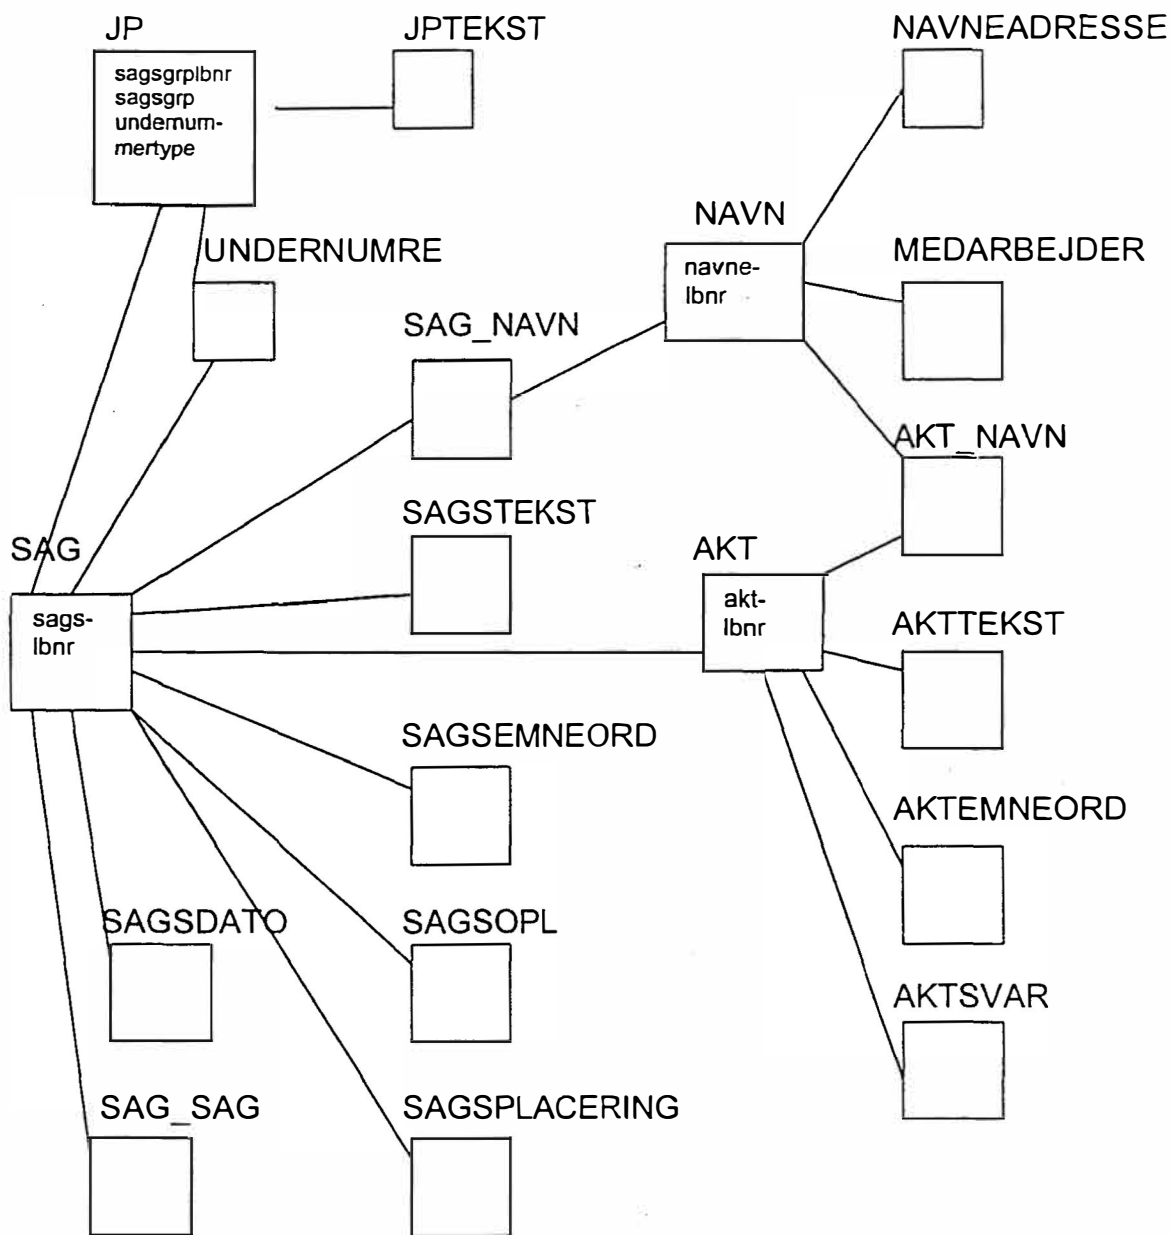 JP
JPTEKST
NAVNEADRESSE
sagsgrplbnr
sagsgrp
undernum-
mertype
NAVN
UNDERNUMRE
MEDARBEJDER
navne-
lbnr
SAG_NAVN
AKT_NAVN
SAGSTEKST
SAG
AKT
sags-
lbnr
akt-
lbnr
AKTTEKST
SAGSEMNEORD
AKTEMNEORD
SAGSDATO
SAGSOPL
AKTSVAR
SAG_SAG
SAGSPLACERING